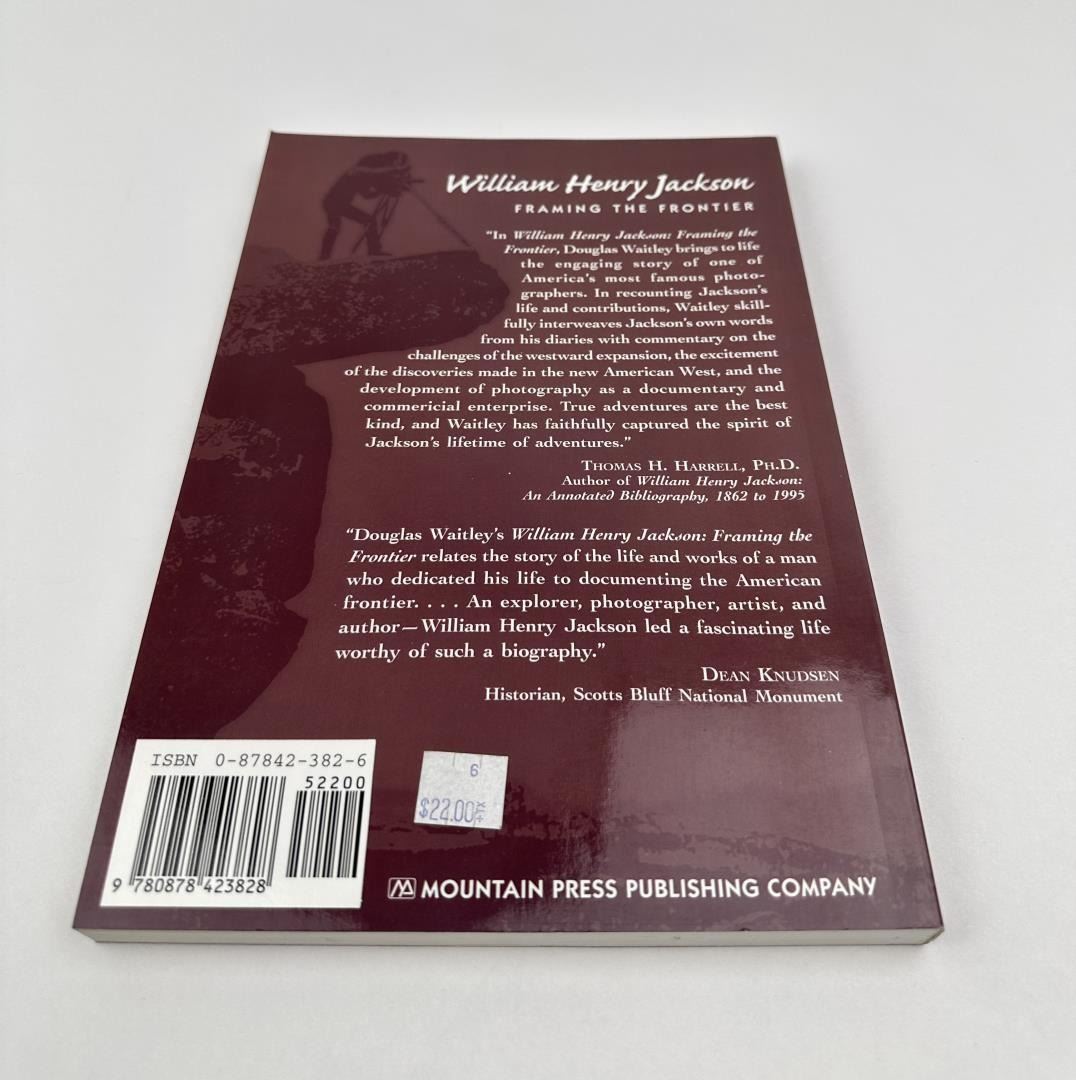 William Henry Jackson
FRAMING THE FRONTIER
"In William Henry Jackson: Framing the
Frontier, Douglas Waitley brings to life
the engaging story of one of
America's most famous photo-
graphers. In recounting Jackson's
life and contributions, Waitley skill-
fully interweaves Jackson's own words
from his diaries with commentary on the
challenges of the westward expansion, the excitement
of the discoveries made in the new American West, and the
development of photography as a documentary and
commericial enterprise. True adventures are the best
kind, and Waitley has faithfully captured the spirit of
Jackson's lifetime of adventures."
THOMAS H. HARRELL, PH.D.
Author of William Henry Jackson:
An Annotated Bibliography, 1862 to 1995
"Douglas Waitley's William Henry Jackson: Framing the
Frontier relates the story of the life and works of a man
who dedicated his life to documenting the American
frontier. . . . An explorer, photographer, artist, and
author—William Henry Jackson led a fascinating life
worthy of such a biography."
DEAN KNUDSEN
Historian, Scotts Bluff National Monument
ISBN 0-87842-382-6
52200
9 780878 423828
6
$22.00
MOUNTAIN PRESS PUBLISHING COMPANY